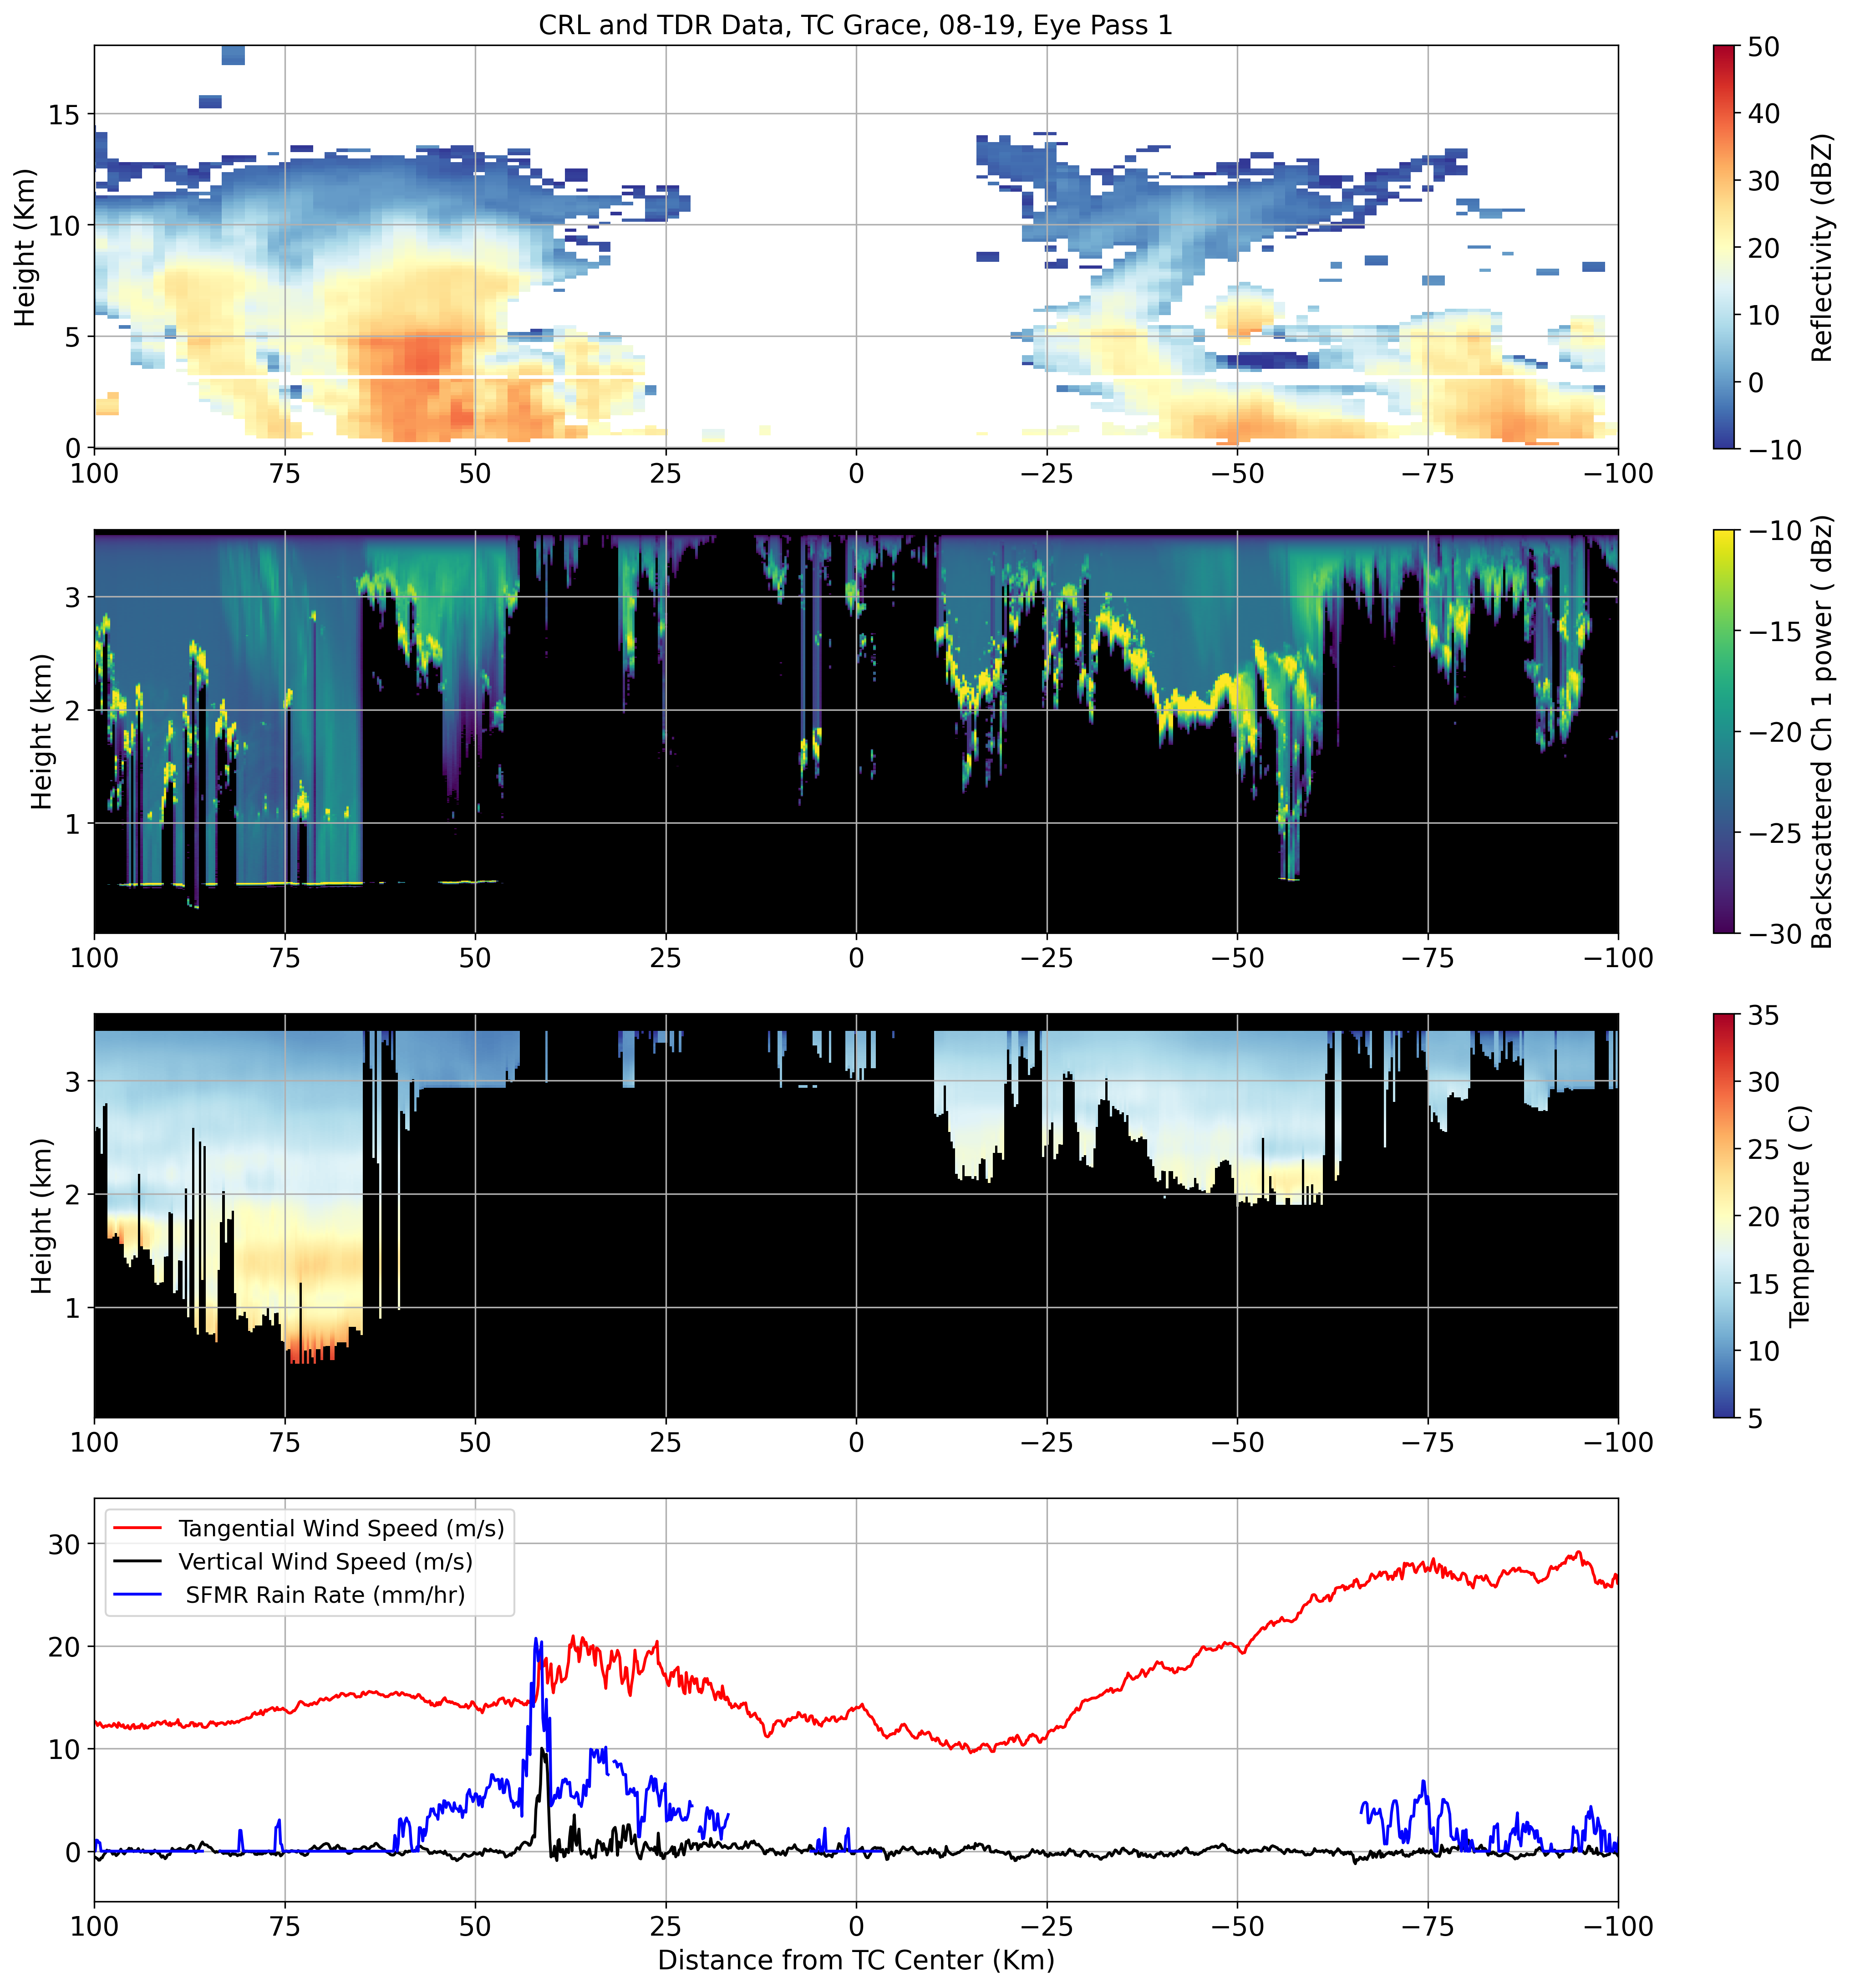 CRL and TDR Data, TC Grace, 08-19, Eye Pass 1
Height (Km)
15
10
5
0
100 75 50 25 0 −25 −50 −75 −100
50
40
30
20
10
0
−10
Reflectivity (dBZ)
Height (km)
3
2
1
100 75 50 25 0 −25 −50 −75 −100
−10
−15
−20
−25
−30
Backscattered Ch 1 power ( dBz)
Height (km)
3
2
1
100 75 50 25 0 −25 −50 −75 −100
35
30
25
20
15
10
5
Temperature ( C)
30
20
10
0
Tangential Wind Speed (m/s)
Vertical Wind Speed (m/s)
SFMR Rain Rate (mm/hr)
100 75 50 25 0 −25 −50 −75 −100
Distance from TC Center (Km)